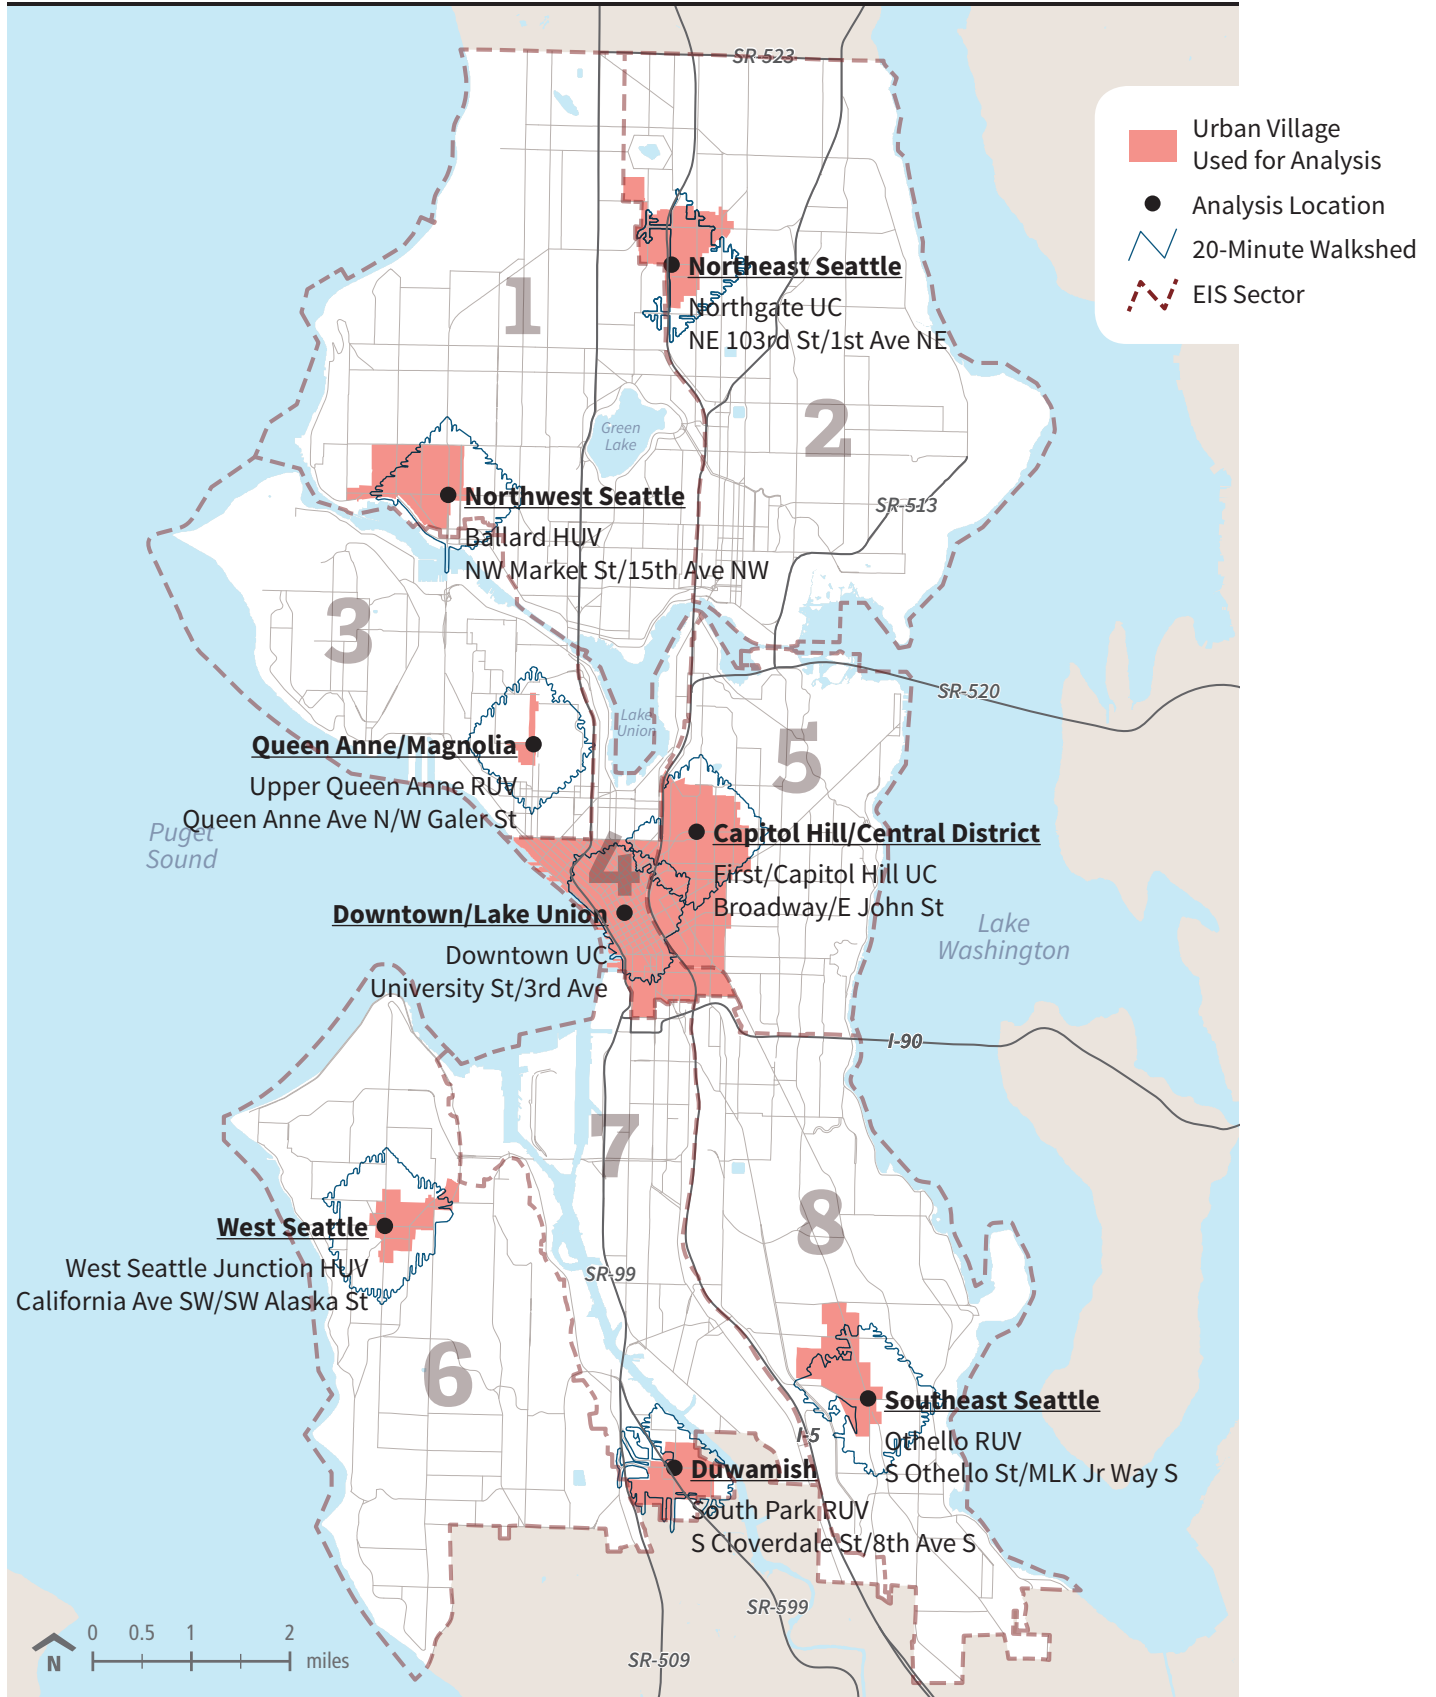 SR-523
Urban Village
Used for Analysis
Analysis Location
20-Minute Walkshed
EIS Sector
Northeast Seattle
Northgate UC
NE 103rd St/1st Ave NE
1
2
Green
Lake
Northwest Seattle
Ballard HUV
NW Market St/15th Ave NW
SR-513
3
SR-520
Lake
Union
Queen Anne/Magnolia
Upper Queen Anne RUV
Queen Anne Ave N/W Galer St
5
Puget
Sound
Capitol Hill/Central District
First/Capitol Hill UC
Broadway/E John St
4
Downtown/Lake Union
Downtown UC
University St/3rd Ave
Lake
Washington
I-90
7
8
West Seattle
West Seattle Junction HUV
California Ave SW/SW Alaska St
SR-99
6
Southeast Seattle
Othello RUV
S Othello St/MLK Jr Way S
I-5
Duwamish
South Park RUV
S Cloverdale St/8th Ave S
SR-599
SR-509
N
0 0.5 1 2
miles